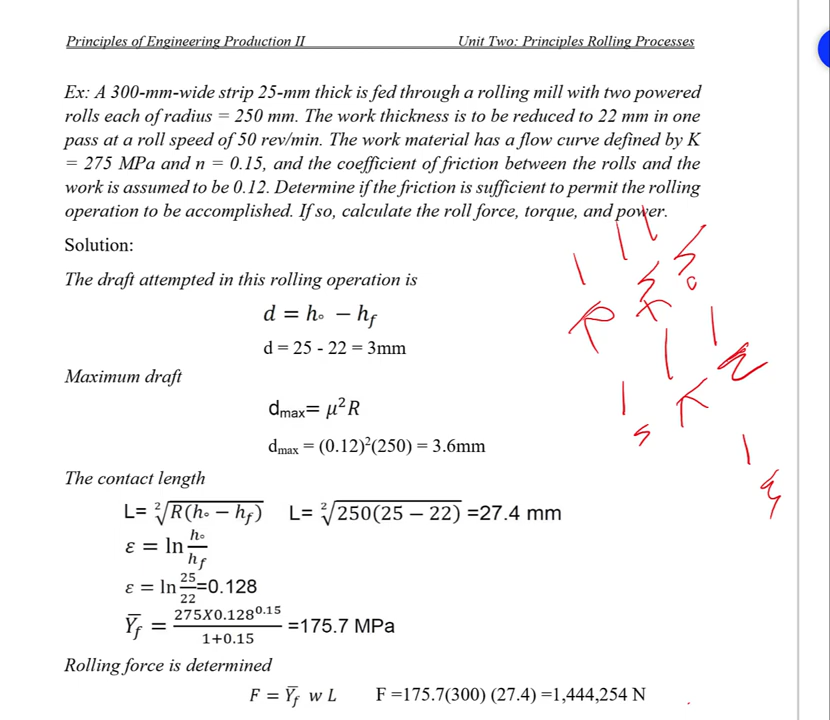 Principles of Engineering Production II Unit Two: Principles Rolling Processes
Ex: A 300-mm-wide strip 25-mm thick is fed through a rolling mill with two powered
rolls each of radius = 250 mm. The work thickness is to be reduced to 22 mm in one
pass at a roll speed of 50 rev/min. The work material has a flow curve defined by K
= 275 MPa and n = 0.15, and the coefficient of friction between the rolls and the
work is assumed to be 0.12. Determine if the friction is sufficient to permit the rolling
operation to be accomplished. If so, calculate the roll force, torque, and power.
Solution:
The draft attempted in this rolling operation is
d = h∘ − hf
d = 25 - 22 = 3mm
Maximum draft
dmax= μ²R
dmax = (0.12)²(250) = 3.6mm
The contact length
L= ²√R(h∘ − hf) L= ²√250(25 − 22) =27.4 mm
ε = ln h∘/hf
ε = ln 25/22=0.128
Ȳf = 275X0.128^0.15/1+0.15 =175.7 MPa
Rolling force is determined
F = Ȳf w L F =175.7(300) (27.4) =1,444,254 N